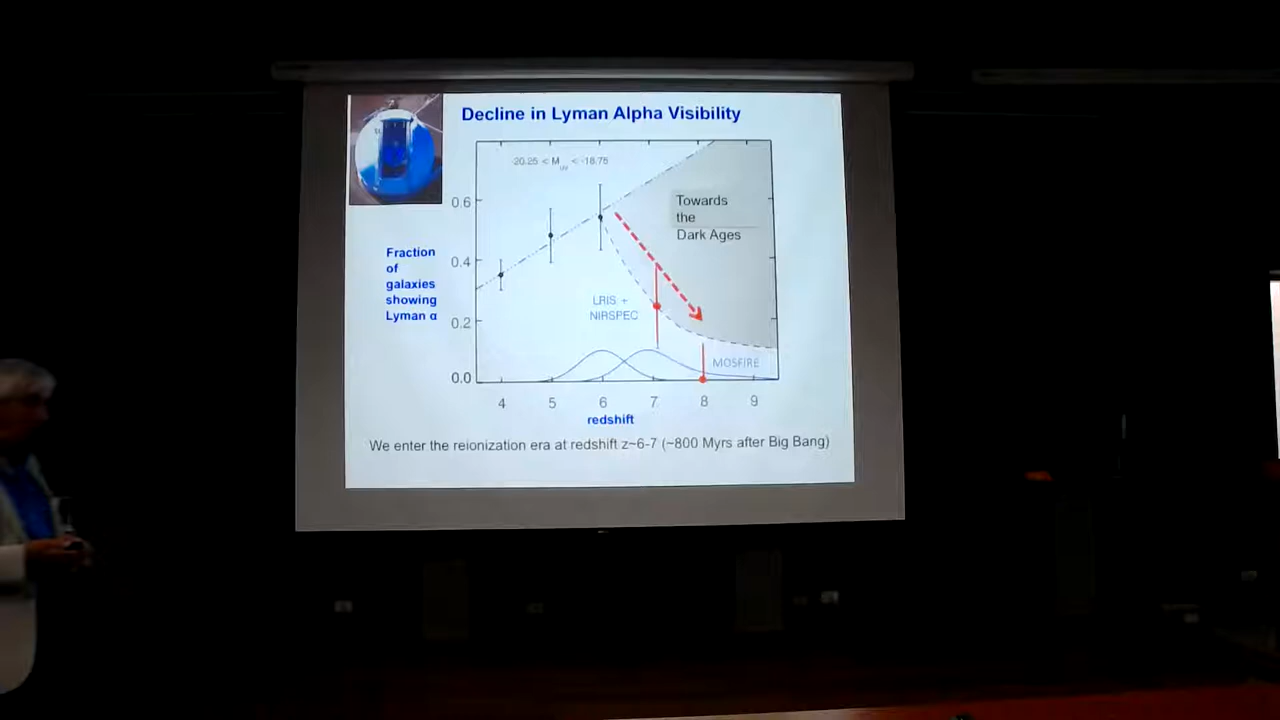 Decline in Lyman Alpha Visibility
-20.25 < Muv < -18.75
Towards
the
Dark Ages
0.6
0.4
0.2
0.0
Fraction
of
galaxies
showing
Lyman α
LRIS +
NIRSPEC
MOSFIRE
4 5 6 7 8 9
redshift
We enter the reionization era at redshift z~6-7 (~800 Myrs after Big Bang)